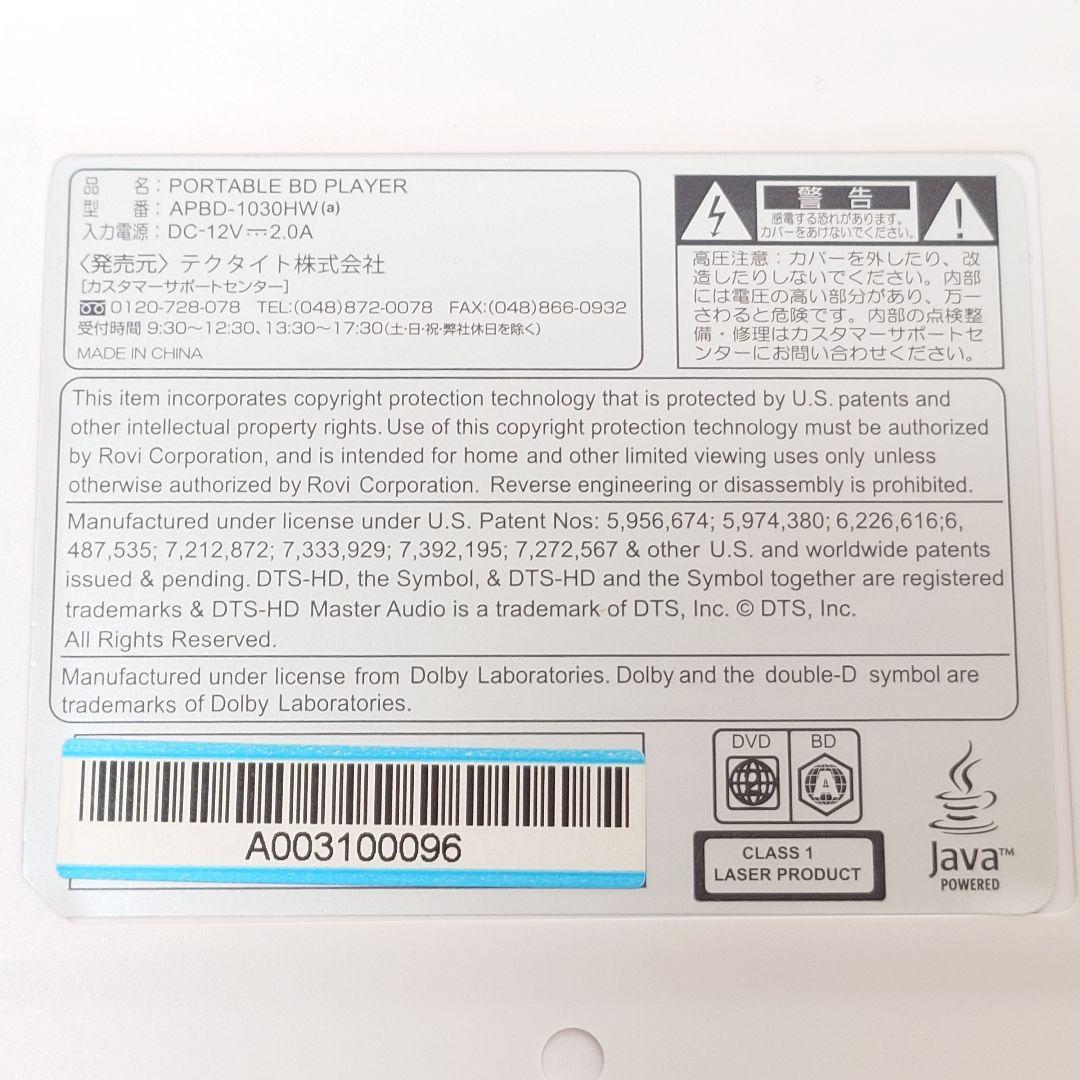 品 名：PORTABLE BD PLAYER
型 番：APBD-1030HW(a)
入力電源：DC-12V⎓2.0A
〈発売元〉テクタイト株式会社
[カスタマーサポートセンター]
0120-728-078 TEL:(048)872-0078 FAX:(048)866-0932
受付時間 9:30～12:30、13:30～17:30(土・日・祝・弊社休日を除く)
MADE IN CHINA
警告
感電する恐れがあります。
カバーをあけないでください。
高圧注意：カバーを外したり、改
造したりしないでください。内部
には電圧の高い部分があり、万一
さわると危険です。内部の点検整
備・修理はカスタマーサポートセ
ンターにお問い合わせください。
This item incorporates copyright protection technology that is protected by U.S. patents and
other intellectual property rights. Use of this copyright protection technology must be authorized
by Rovi Corporation, and is intended for home and other limited viewing uses only unless
otherwise authorized by Rovi Corporation. Reverse engineering or disassembly is prohibited.
Manufactured under license under U.S. Patent Nos: 5,956,674; 5,974,380; 6,226,616;6,
487,535; 7,212,872; 7,333,929; 7,392,195; 7,272,567 & other U.S. and worldwide patents
issued & pending. DTS-HD, the Symbol, & DTS-HD and the Symbol together are registered
trademarks & DTS-HD Master Audio is a trademark of DTS, Inc. © DTS, Inc.
All Rights Reserved.
Manufactured under license from Dolby Laboratories. Dolby and the double-D symbol are
trademarks of Dolby Laboratories.
A003100096
DVD BD
2 A
CLASS 1
LASER PRODUCT
Java™
POWERED